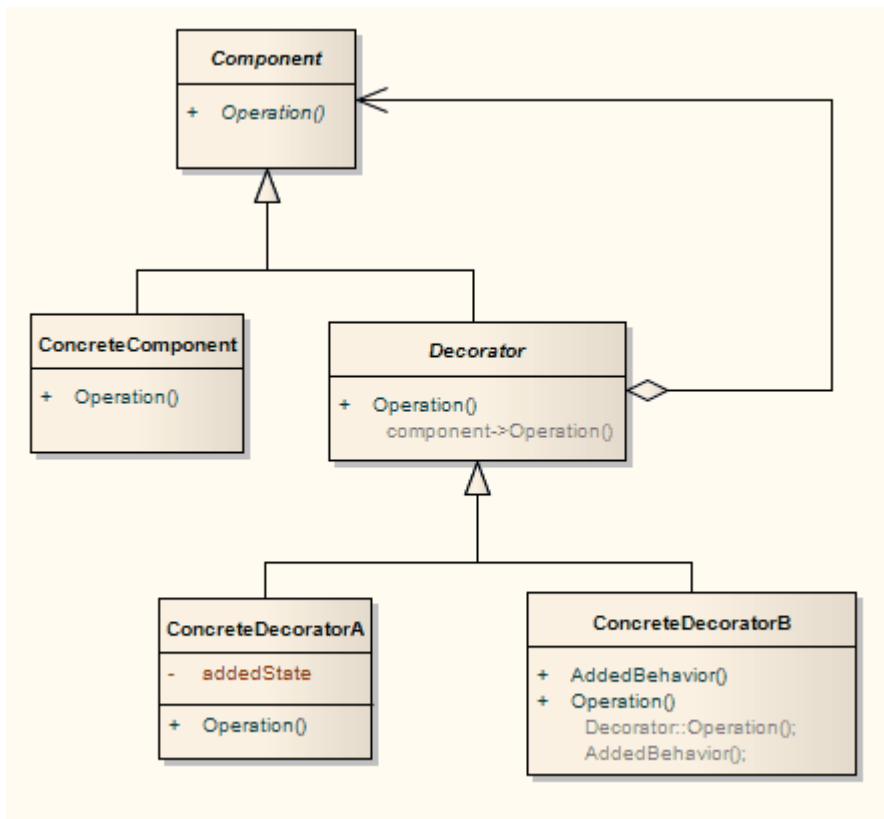 Component
+ Operation()
ConcreteComponent
+ Operation()
Decorator
+ Operation()
component->Operation()
ConcreteDecoratorA
- addedState
+ Operation()
ConcreteDecoratorB
+ AddedBehavior()
+ Operation()
Decorator::Operation();
AddedBehavior();